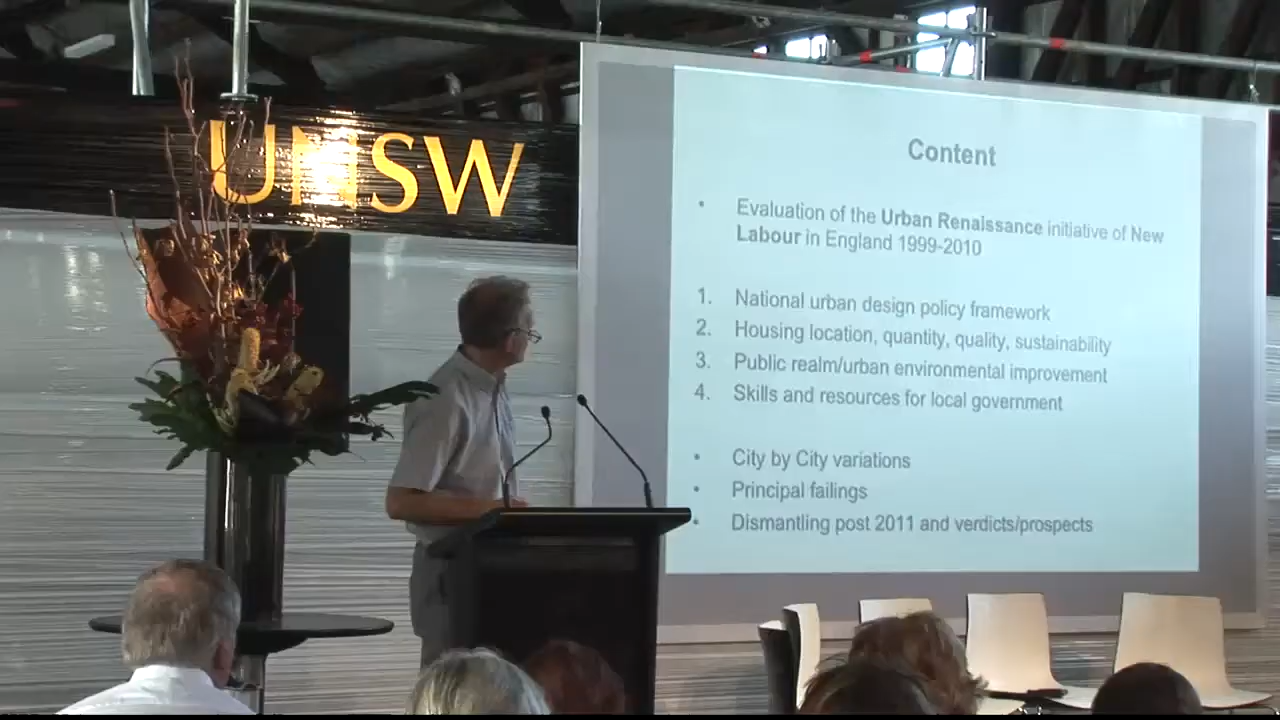 UNSW
Content
• Evaluation of the Urban Renaissance initiative of New
Labour in England 1999-2010
1. National urban design policy framework
2. Housing location, quantity, quality, sustainability
3. Public realm/urban environmental improvement
4. Skills and resources for local government
• City by City variations
• Principal failings
• Dismantling post 2011 and verdicts/prospects